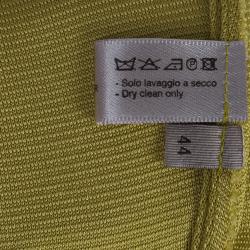 - Solo lavaggio a secco
- Dry clean only
44